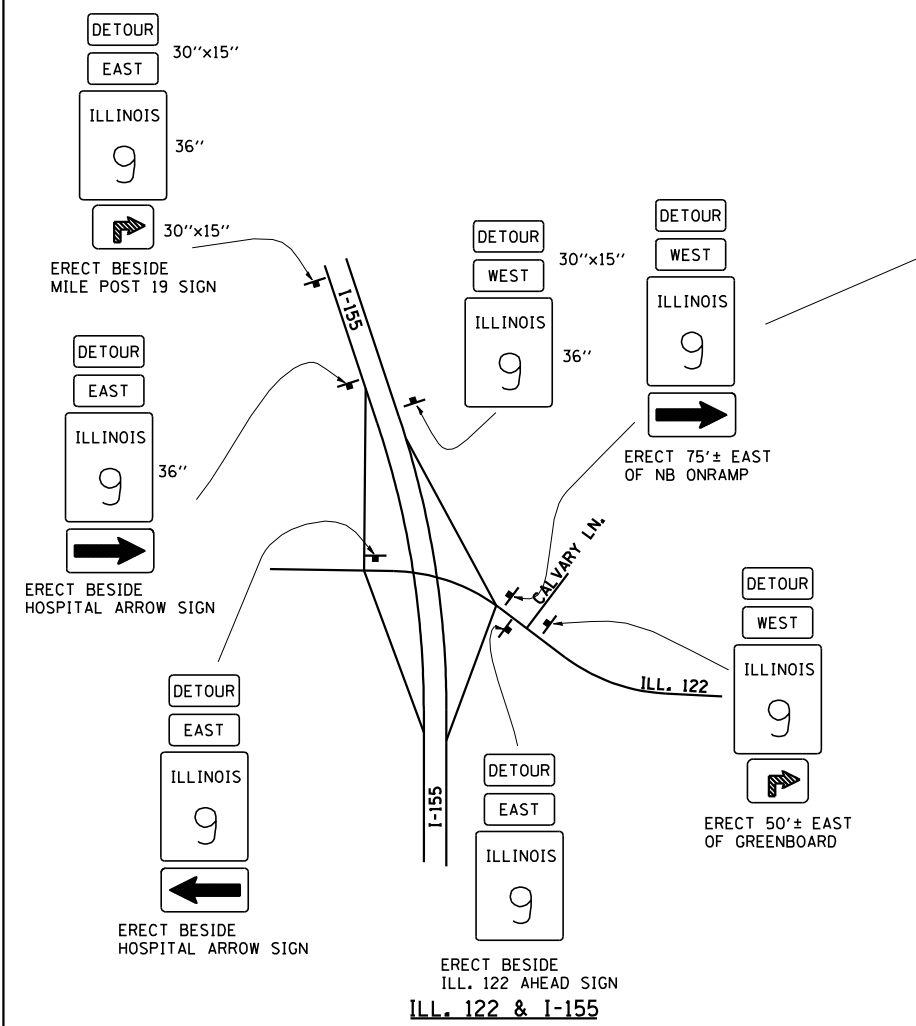 DETOUR
EAST
30''x15''
ILLINOIS
9
36''
30''x15''
ERECT BESIDE
MILE POST 19 SIGN
DETOUR
WEST
30''x15''
ILLINOIS
9
36''
DETOUR
WEST
ILLINOIS
9
ERECT 75'± EAST
OF NB ONRAMP
I-155
DETOUR
EAST
ILLINOIS
9
36''
ERECT BESIDE
HOSPITAL ARROW SIGN
CALVARY LN.
ILL. 122
DETOUR
WEST
ILLINOIS
9
ERECT 50'± EAST
OF GREENBOARD
DETOUR
EAST
ILLINOIS
9
ERECT BESIDE
HOSPITAL ARROW SIGN
I-155
DETOUR
EAST
ILLINOIS
9
ERECT BESIDE
ILL. 122 AHEAD SIGN
ILL. 122 & I-155